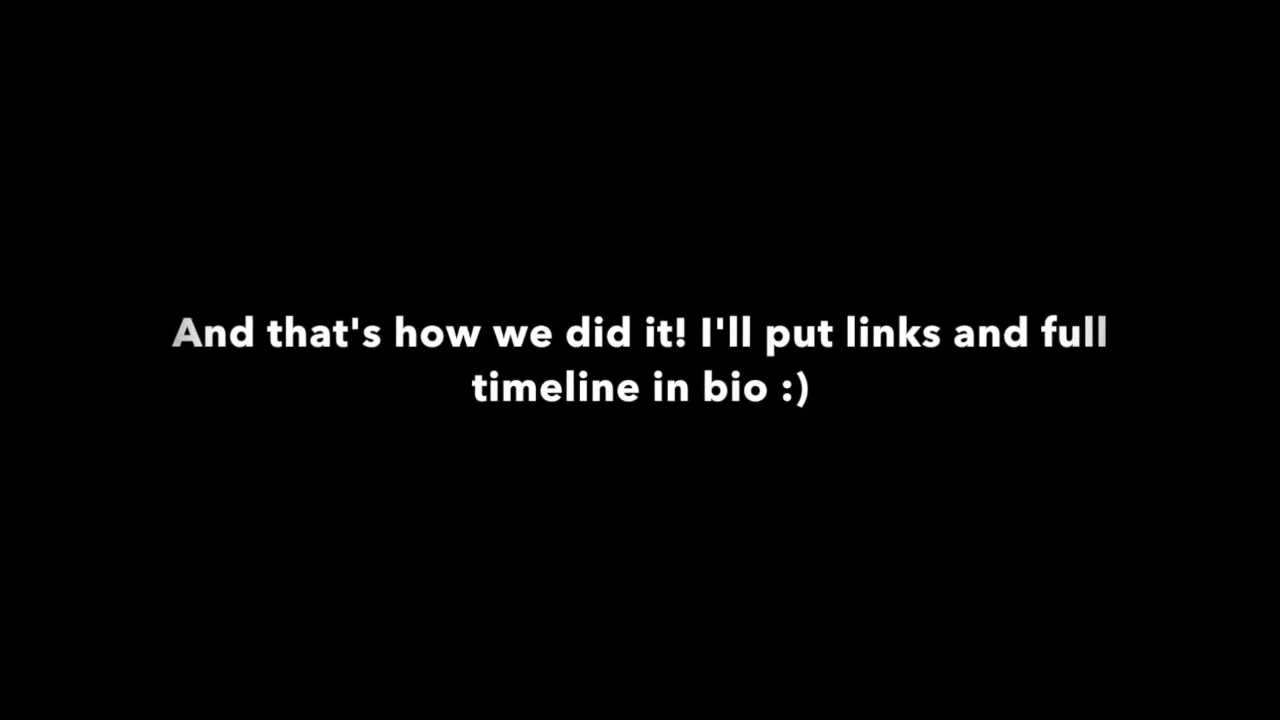 And that's how we did it! I'll put links and full
timeline in bio :)